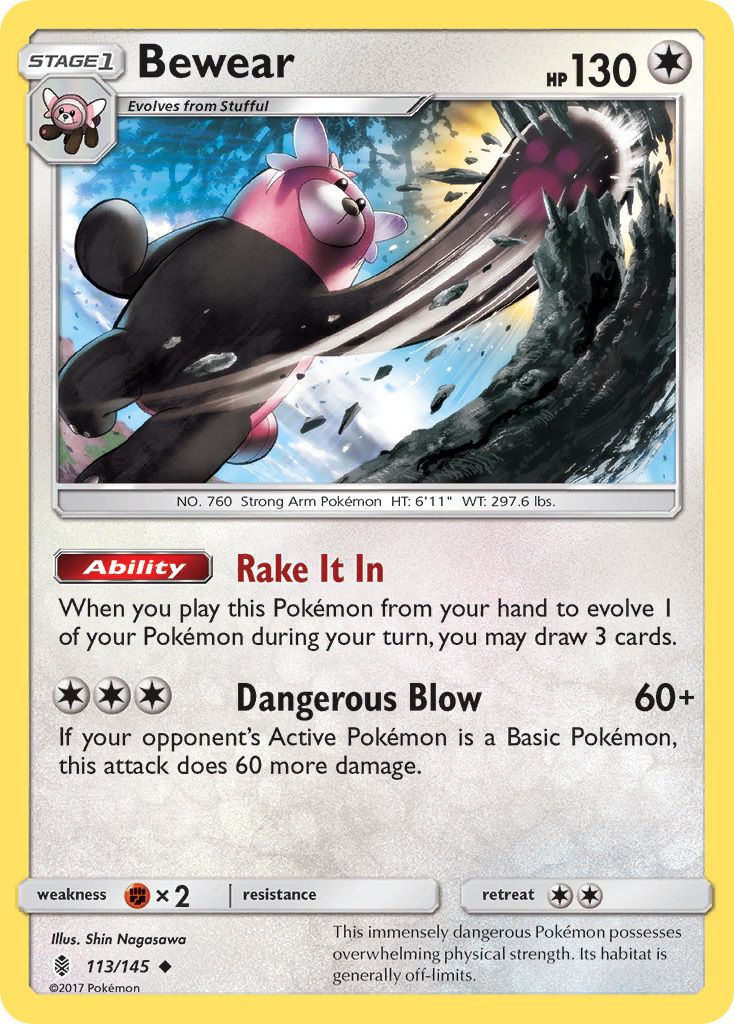 STAGE1
Bewear
HP 130
Evolves from Stufful
NO. 760 Strong Arm Pokémon HT: 6'11" WT: 297.6 lbs.
Ability
Rake It In
When you play this Pokémon from your hand to evolve 1
of your Pokémon during your turn, you may draw 3 cards.
Dangerous Blow 60+
If your opponent's Active Pokémon is a Basic Pokémon,
this attack does 60 more damage.
weakness × 2 resistance retreat
Illus. Shin Nagasawa
113/145
©2017 Pokémon
This immensely dangerous Pokémon possesses
overwhelming physical strength. Its habitat is
generally off-limits.